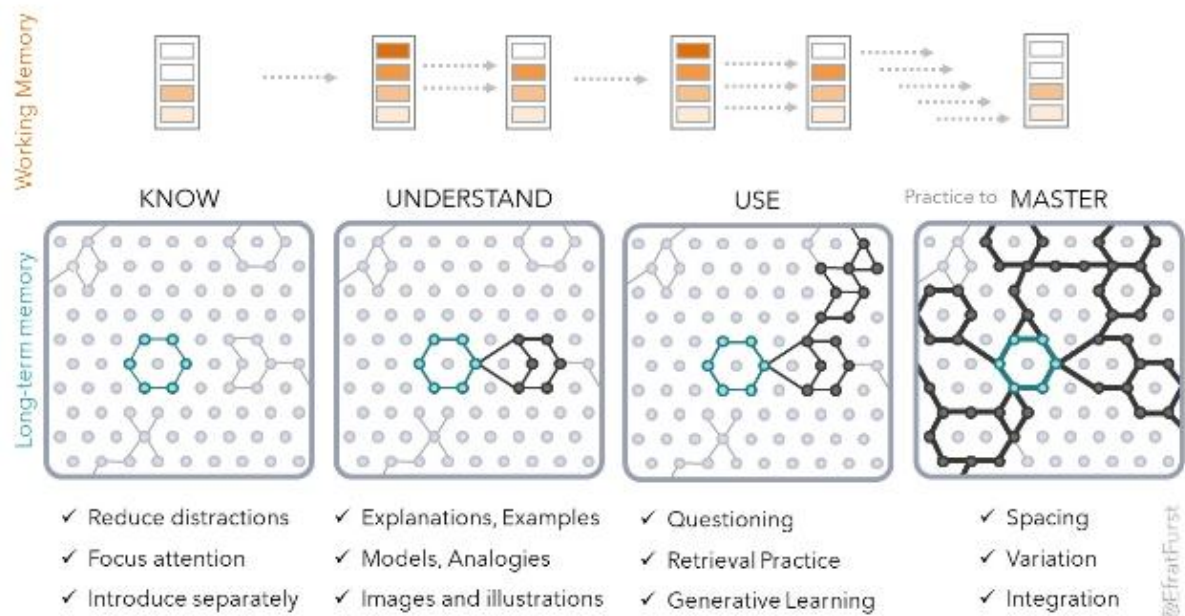 Working Memory
KNOW
UNDERSTAND
USE
Practice to MASTER
Long-term memory
✓ Reduce distractions
✓ Focus attention
✓ Introduce separately
✓ Explanations, Examples
✓ Models, Analogies
✓ Images and illustrations
✓ Questioning
✓ Retrieval Practice
✓ Generative Learning
✓ Spacing
✓ Variation
✓ Integration
@EfratFurst